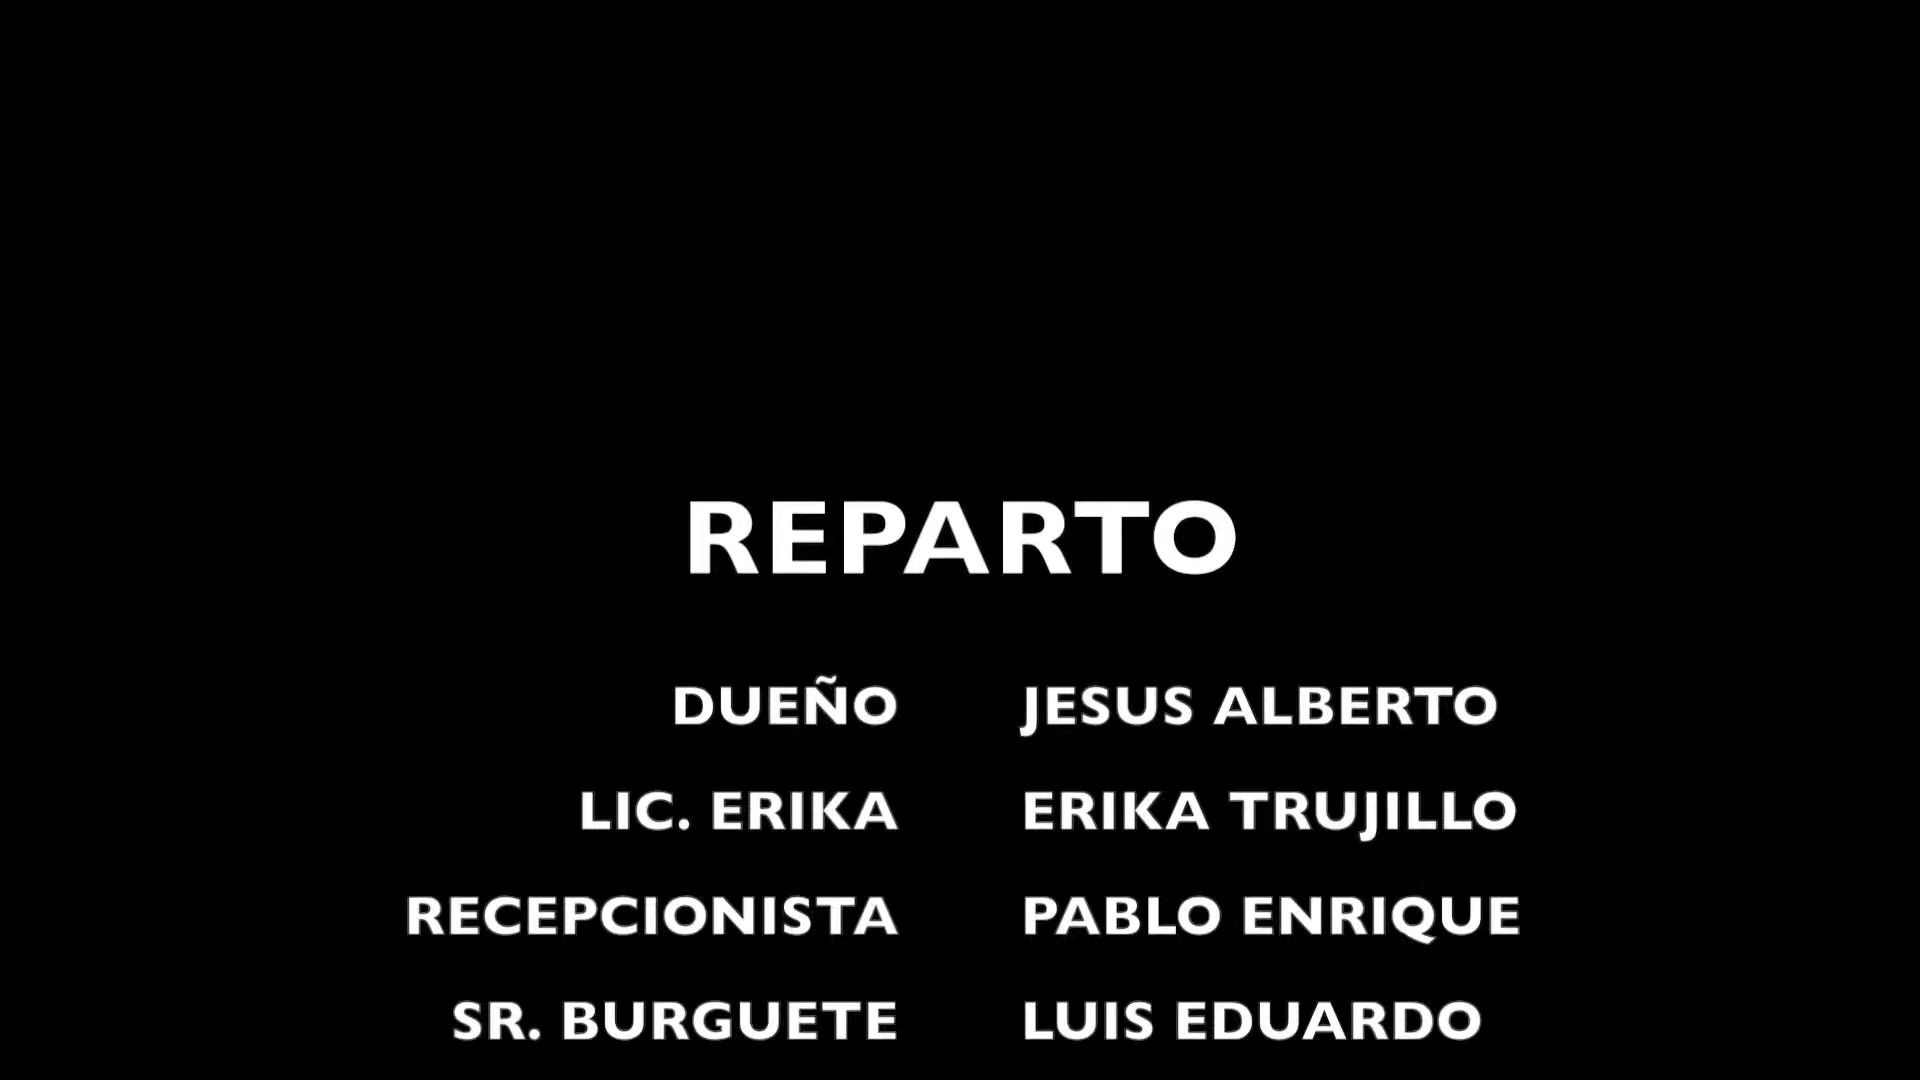 REPARTO
DUEÑO JESUS ALBERTO
LIC. ERIKA ERIKA TRUJILLO
RECEPCIONISTA PABLO ENRIQUE
SR. BURGUETE LUIS EDUARDO